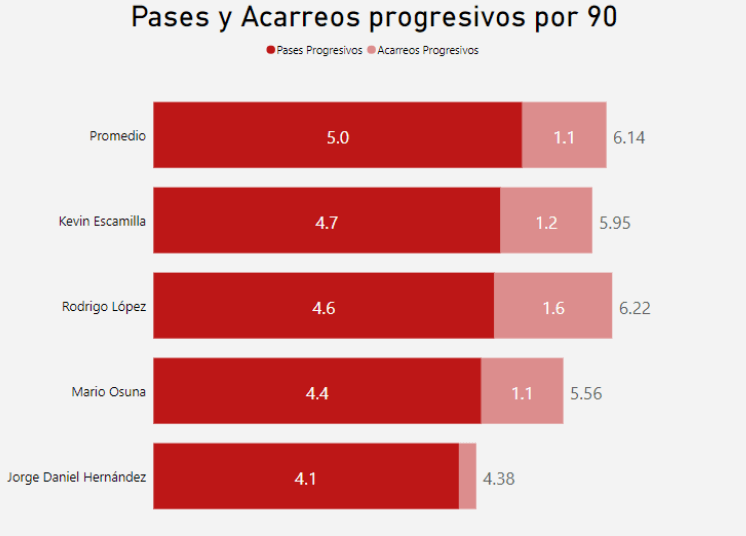 Pases y Acarreos progresivos por 90
Pases Progresivos Acarreos Progresivos
Promedio 5.0 1.1 6.14
Kevin Escamilla 4.7 1.2 5.95
Rodrigo López 4.6 1.6 6.22
Mario Osuna 4.4 1.1 5.56
Jorge Daniel Hernández 4.1 4.38